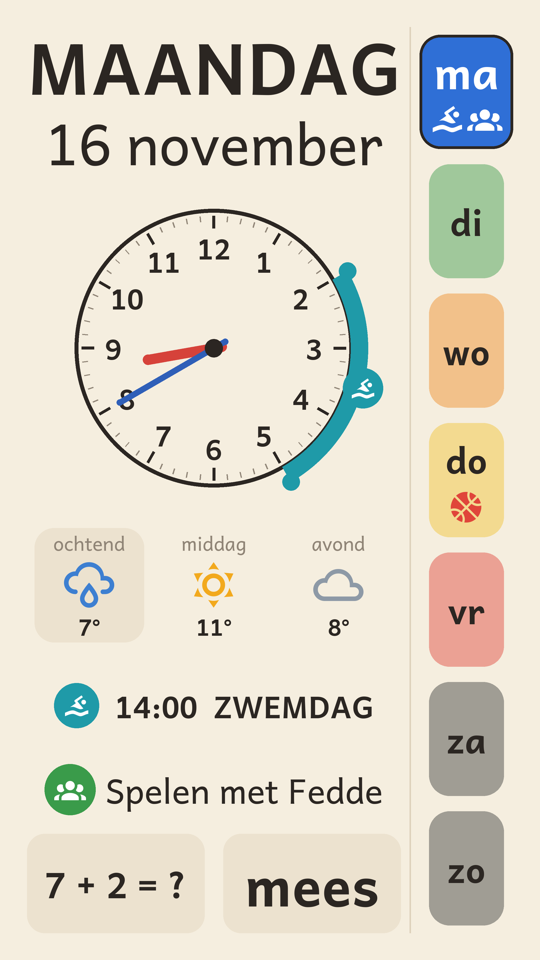 MAANDAG
16 november
12
1
2
3
4
5
6
7
8
9
10
11
ochtend middag avond
7° 11° 8°
14:00 ZWEMDAG
Spelen met Fedde
7 + 2 = ?
mees
ma
di
wo
do
vr
za
zo